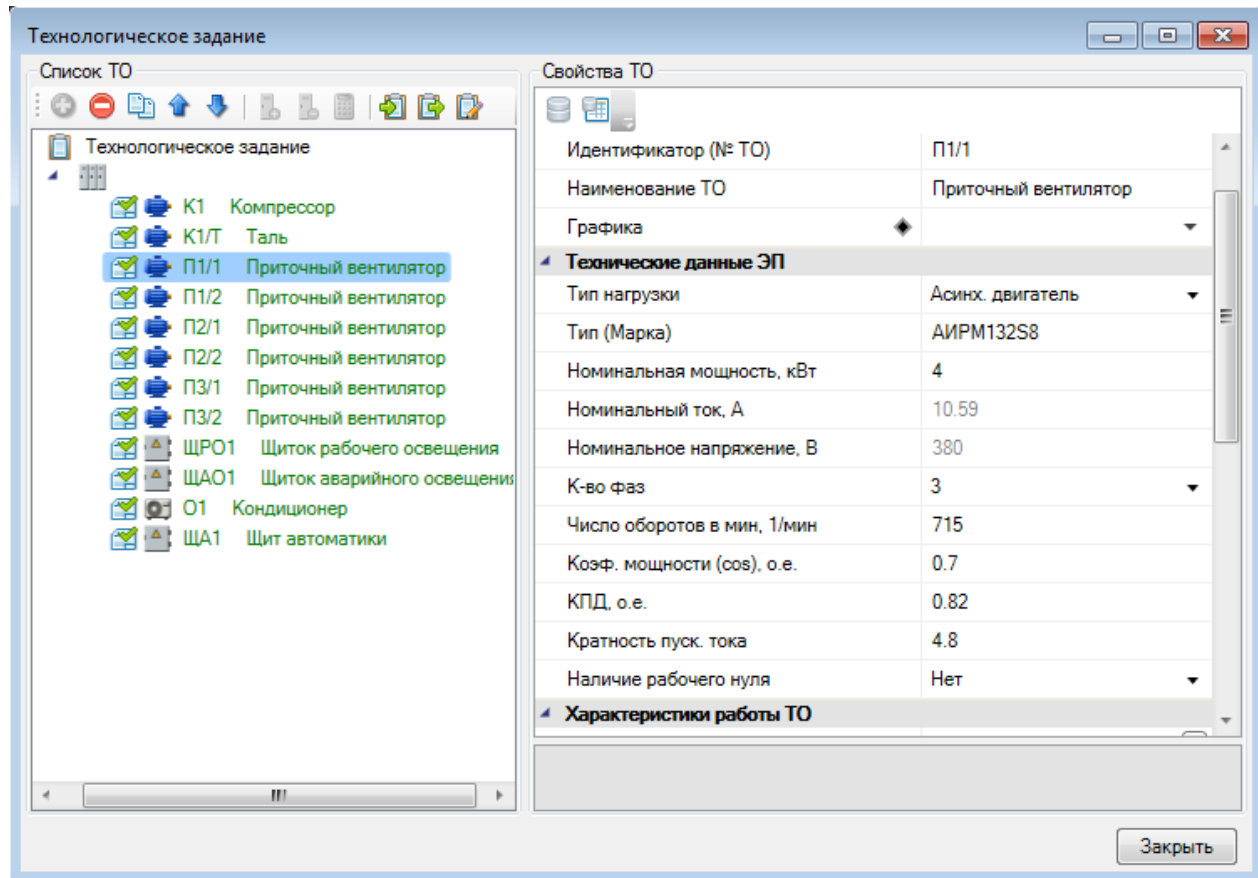 Технологическое задание
Список ТО
Технологическое задание
К1 Компрессор
К1/Т Таль
П1/1 Приточный вентилятор
П1/2 Приточный вентилятор
П2/1 Приточный вентилятор
П2/2 Приточный вентилятор
П3/1 Приточный вентилятор
П3/2 Приточный вентилятор
ЩРО1 Щиток рабочего освещения
ЩАО1 Щиток аварийного освещения
О1 Кондиционер
ЩА1 Щит автоматики
Свойства ТО
Идентификатор (№ ТО) П1/1
Наименование ТО Приточный вентилятор
Графика
Технические данные ЭП
Тип нагрузки Асинх. двигатель
Тип (Марка) АИРМ132S8
Номинальная мощность, кВт 4
Номинальный ток, А 10.59
Номинальное напряжение, В 380
К-во фаз 3
Число оборотов в мин, 1/мин 715
Коэф. мощности (cos), о.е. 0.7
КПД, о.е. 0.82
Кратность пуск. тока 4.8
Наличие рабочего нуля Нет
Характеристики работы ТО
Закрыть